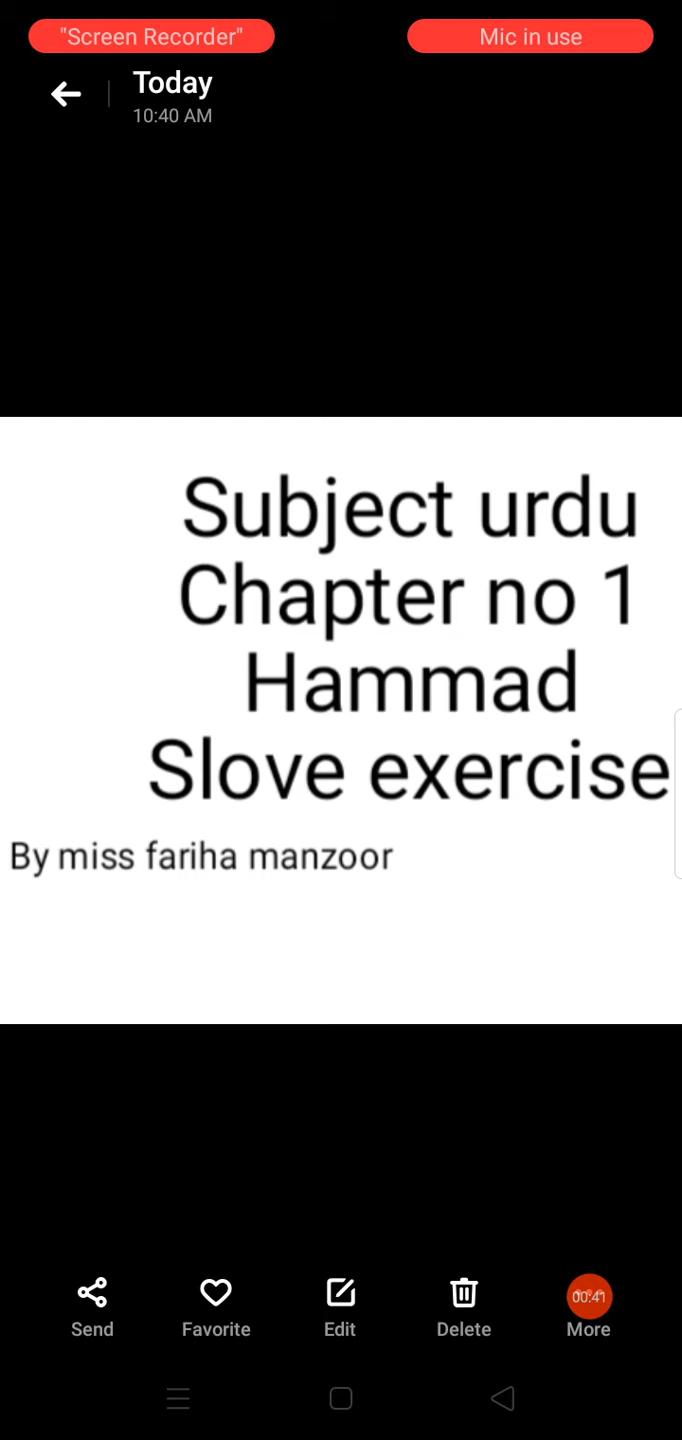 "Screen Recorder"
Mic in use
Today
10:40 AM
Subject urdu
Chapter no 1
Hammad
Slove exercise
By miss fariha manzoor
00:41
Send
Favorite
Edit
Delete
More